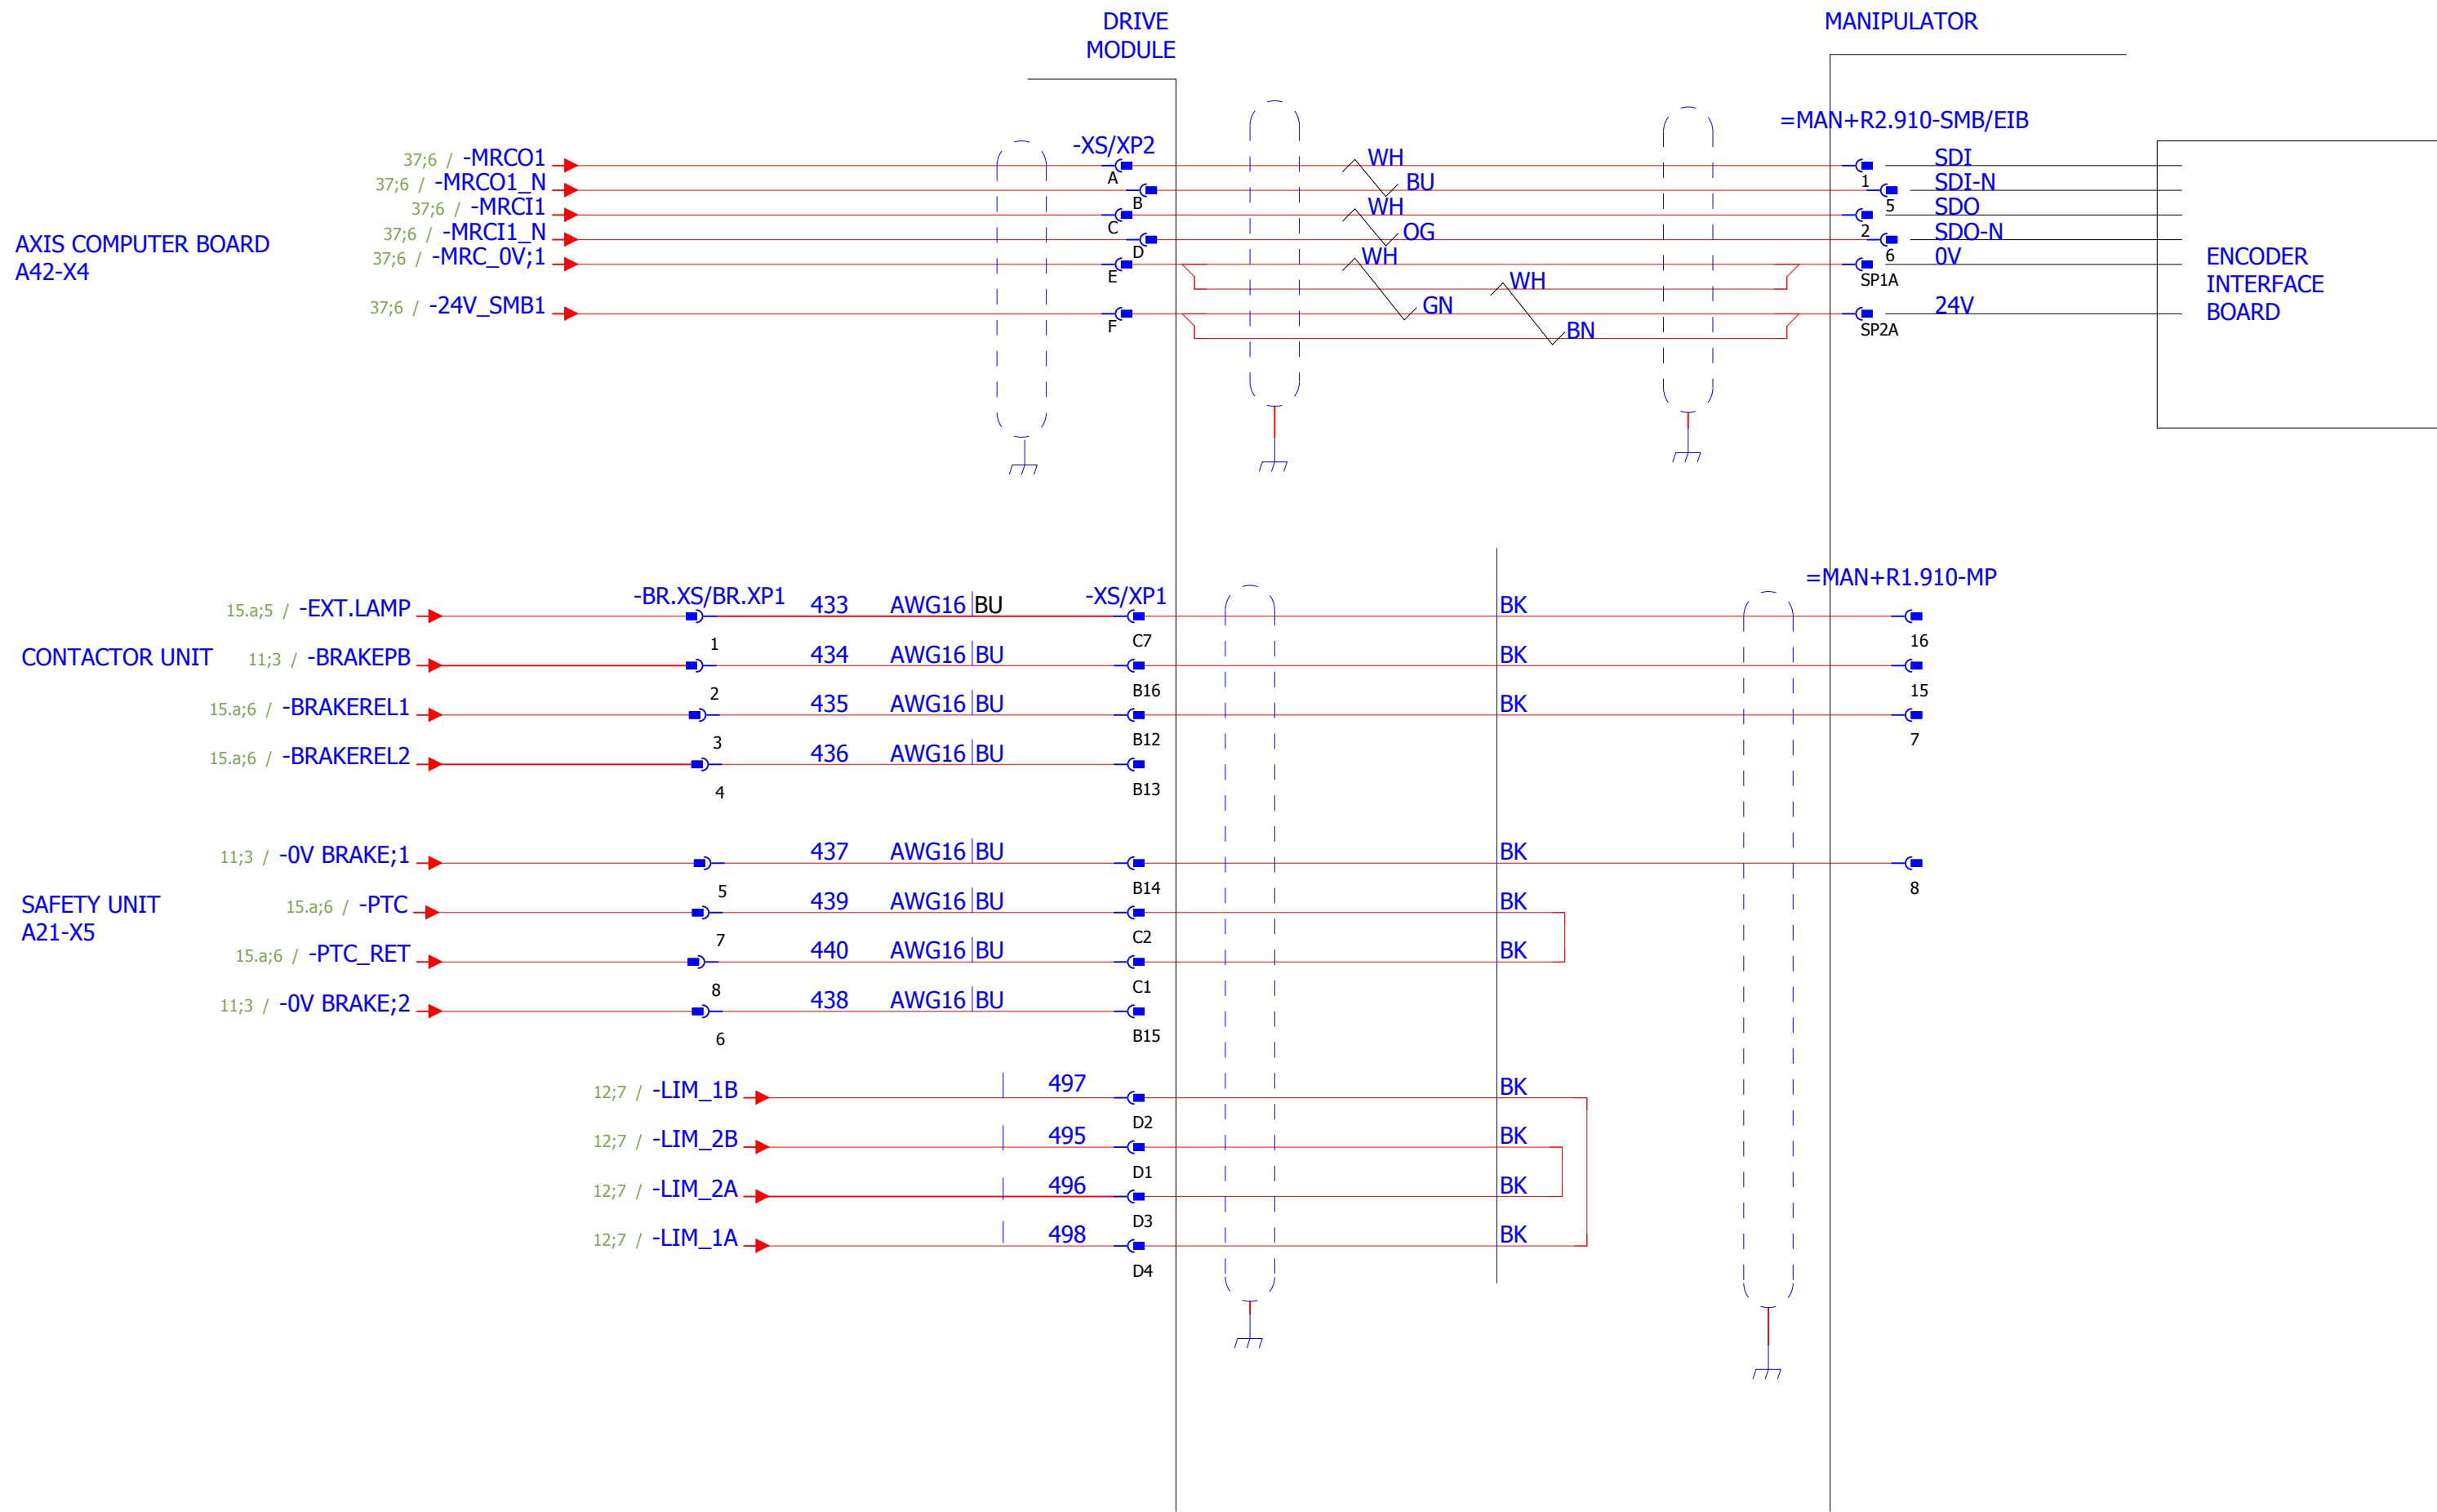 DRIVE
MODULE
MANIPULATOR
=MAN+R2.910-SMB/EIB
-XS/XP2
37;6 / -MRCO1
A
WH
1
SDI
37;6 / -MRCO1_N
B
BU
5
SDI-N
37;6 / -MRCI1
C
WH
2
SDO
37;6 / -MRCI1_N
D
OG
6
SDO-N
37;6 / -MRC_0V;1
E
WH
WH
SP1A
0V
37;6 / -24V_SMB1
F
GN
BN
SP2A
24V
AXIS COMPUTER BOARD
A42-X4
ENCODER
INTERFACE
BOARD
=MAN+R1.910-MP
-BR.XS/BR.XP1
-XS/XP1
15.a;5 / -EXT.LAMP
1
433 AWG16 BU
C7
BK
16
CONTACTOR UNIT
11;3 / -BRAKEPB
2
434 AWG16 BU
B16
BK
15
15.a;6 / -BRAKEREL1
3
435 AWG16 BU
B12
BK
7
15.a;6 / -BRAKEREL2
4
436 AWG16 BU
B13
11;3 / -0V BRAKE;1
5
437 AWG16 BU
B14
BK
8
SAFETY UNIT
A21-X5
15.a;6 / -PTC
7
439 AWG16 BU
C2
BK
15.a;6 / -PTC_RET
8
440 AWG16 BU
C1
BK
11;3 / -0V BRAKE;2
6
438 AWG16 BU
B15
12;7 / -LIM_1B
497
D2
BK
12;7 / -LIM_2B
495
D1
BK
12;7 / -LIM_2A
496
D3
BK
12;7 / -LIM_1A
498
D4
BK